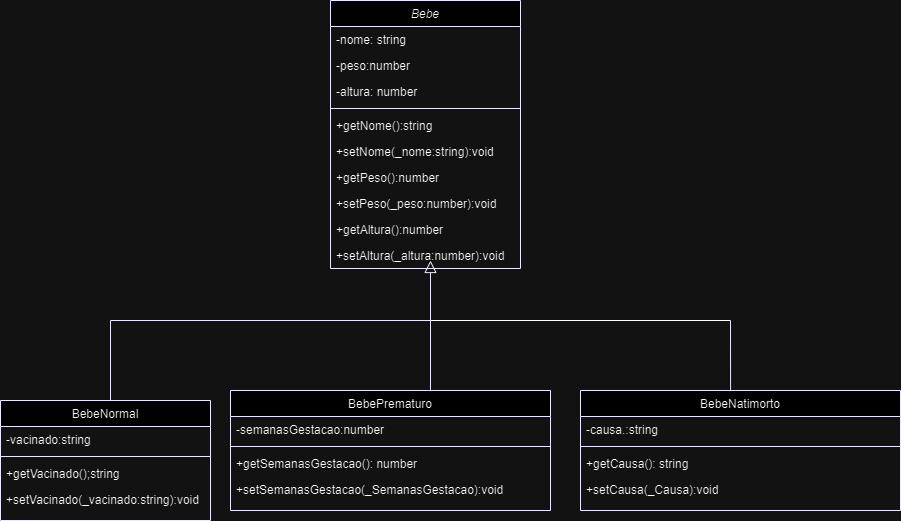 Bebe
-nome: string
-peso:number
-altura: number
+getNome():string
+setNome(_nome:string):void
+getPeso():number
+setPeso(_peso:number):void
+getAltura():number
+setAltura(_altura:number):void
BebeNormal
-vacinado:string
+getVacinado();string
+setVacinado(_vacinado:string):void
BebePrematuro
-semanasGestacao:number
+getSemanasGestacao(): number
+setSemanasGestacao(_SemanasGestacao):void
BebeNatimorto
-causa.:string
+getCausa(): string
+setCausa(_Causa):void